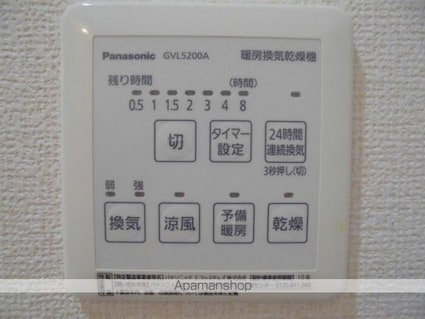 Panasonic GVL5200A 暖房換気乾燥機
残り時間 (時間)
0.5 1 1.5 2 3 4 8
切 タイマー設定 24時間連続換気
3秒押し(切)
弱 強
換気 涼風 予備暖房 乾燥
Apamanshop